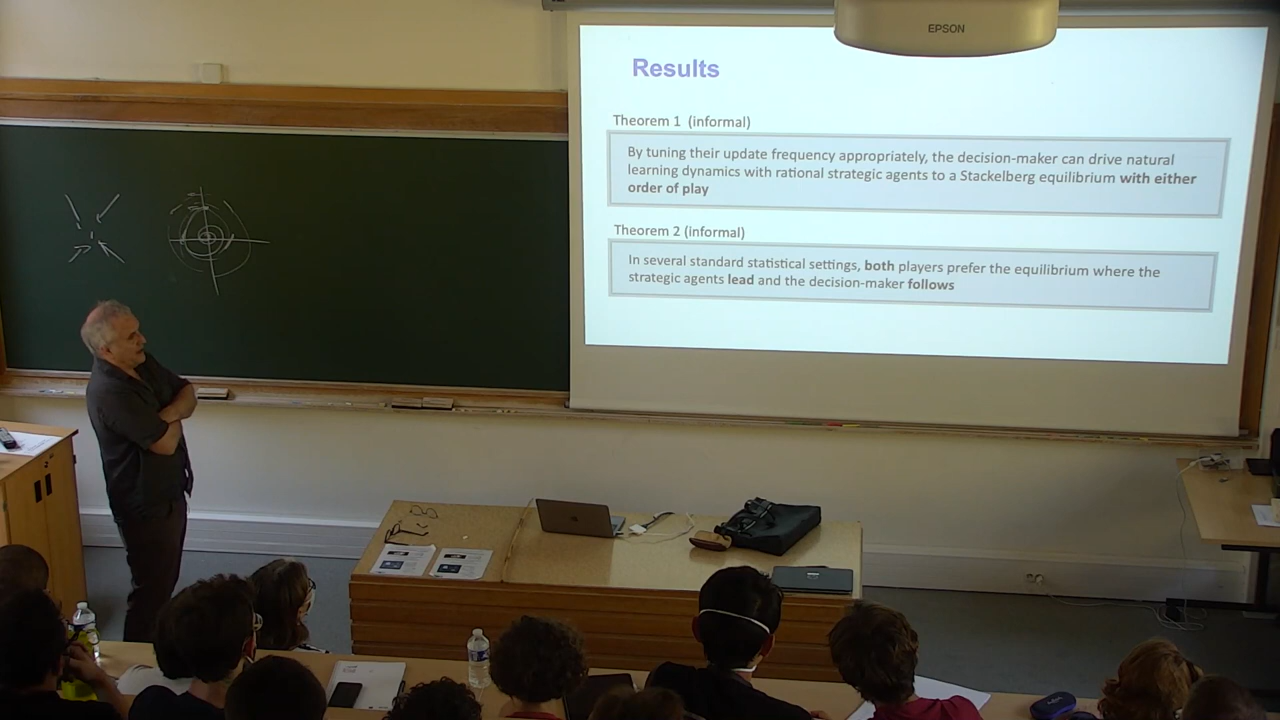 EPSON
Results
Theorem 1 (informal)
By tuning their update frequency appropriately, the decision-maker can drive natural
learning dynamics with rational strategic agents to a Stackelberg equilibrium with either
order of play
Theorem 2 (informal)
In several standard statistical settings, both players prefer the equilibrium where the
strategic agents lead and the decision-maker follows